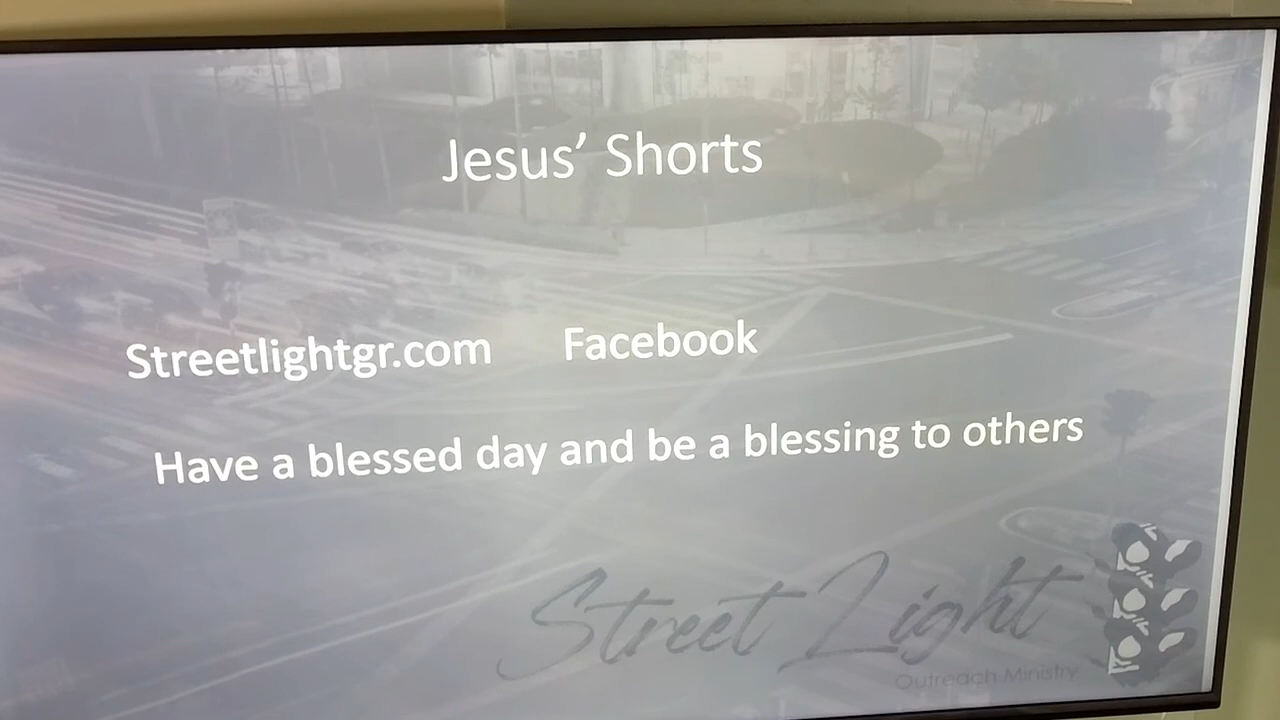 Jesus’ Shorts
Streetlightgr.com Facebook
Have a blessed day and be a blessing to others
Street Light
Outreach Ministry